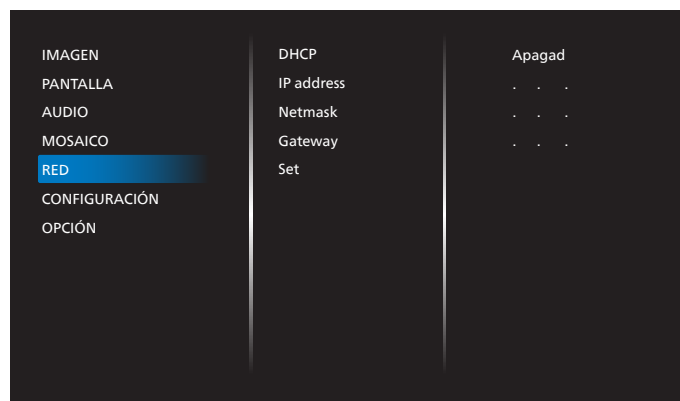 IMAGEN
PANTALLA
AUDIO
MOSAICO
RED
CONFIGURACIÓN
OPCIÓN
DHCP
IP address
Netmask
Gateway
Set
Apagad
. . .
. . .
. . .